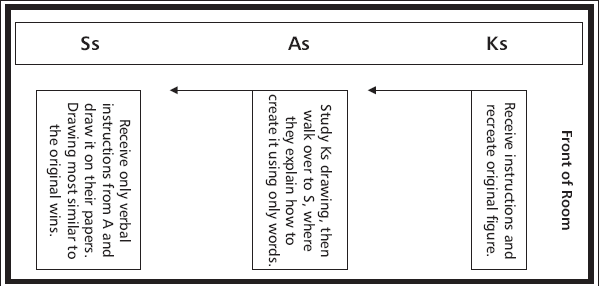 Ss As Ks
Receive only verbal
instructions from A and
draw it on their papers.
Drawing most similar to
the original wins.
Study Ks drawing, then
walk over to S, where
they explain how to
create it using only words.
Receive instructions and
recreate original figure.
Front of Room